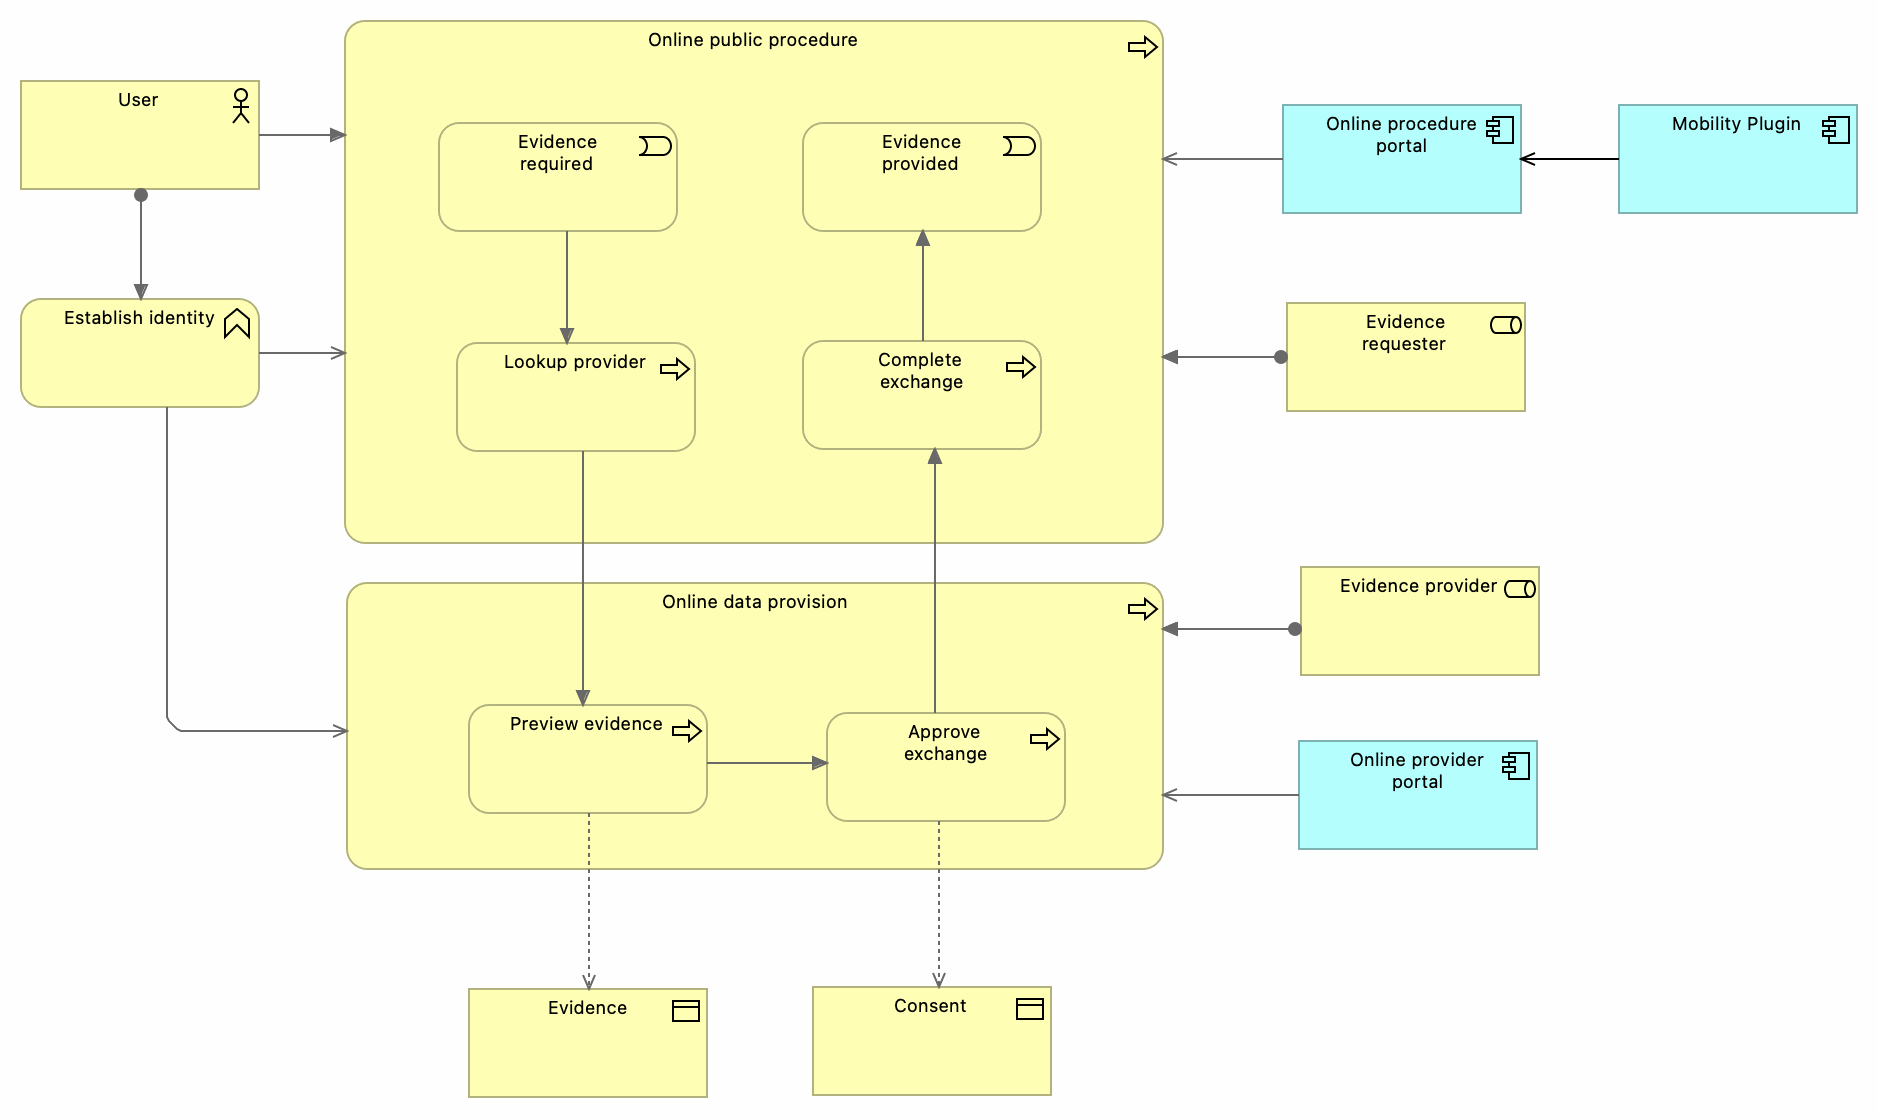 Online public procedure
User
Evidence
required
Evidence
provided
Online procedure
portal
Mobility Plugin
Establish identity
Lookup provider
Complete
exchange
Evidence
requester
Online data provision
Evidence provider
Preview evidence
Approve
exchange
Online provider
portal
Evidence
Consent